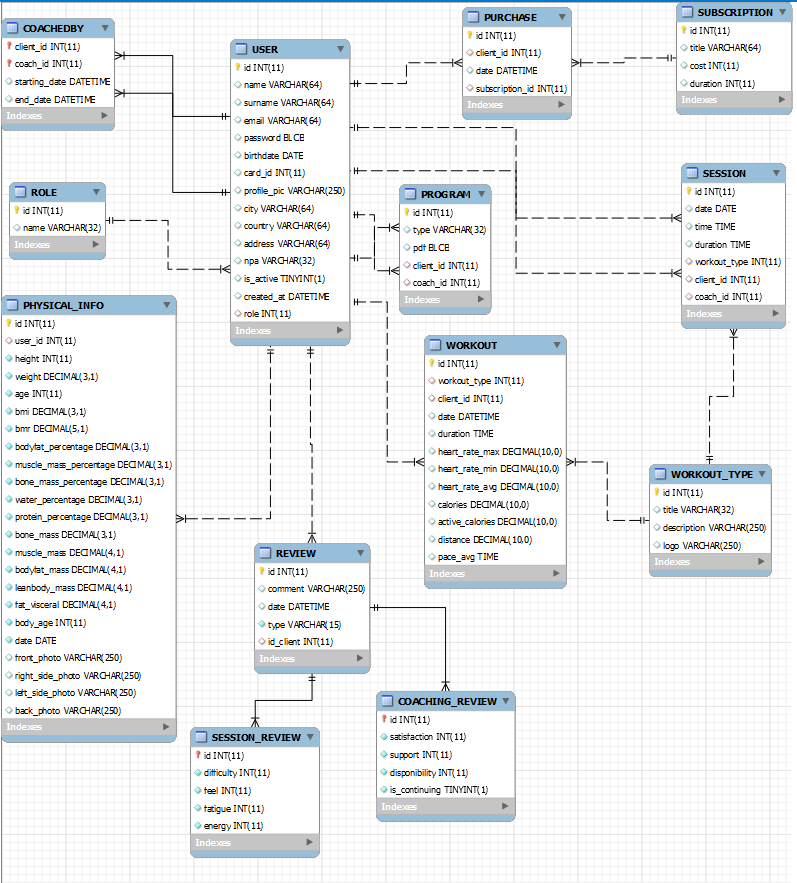 COACHEDBY
client_id INT(11)
coach_id INT(11)
starting_date DATETIME
end_date DATETIME
Indexes
USER
id INT(11)
name VARCHAR(64)
surname VARCHAR(64)
email VARCHAR(64)
password BLOB
birthdate DATE
card_id INT(11)
profile_pic VARCHAR(250)
city VARCHAR(64)
country VARCHAR(64)
address VARCHAR(64)
npa VARCHAR(32)
is_active TINYINT(1)
created_at DATETIME
role INT(11)
Indexes
PURCHASE
id INT(11)
client_id INT(11)
date DATETIME
subscription_id INT(11)
Indexes
SUBSCRIPTION
id INT(11)
title VARCHAR(64)
cost INT(11)
duration INT(11)
Indexes
ROLE
id INT(11)
name VARCHAR(32)
Indexes
PROGRAM
id INT(11)
type VARCHAR(32)
pdf BLOB
client_id INT(11)
coach_id INT(11)
Indexes
SESSION
id INT(11)
date DATE
time TIME
duration TIME
workout_type INT(11)
client_id INT(11)
coach_id INT(11)
Indexes
PHYSICAL_INFO
id INT(11)
user_id INT(11)
height INT(11)
weight DECIMAL(3,1)
age INT(11)
bmi DECIMAL(3,1)
bmr DECIMAL(5,1)
bodyfat_percentage DECIMAL(3,1)
muscle_mass_percentage DECIMAL(3,1)
bone_mass_percentage DECIMAL(3,1)
water_percentage DECIMAL(3,1)
protein_percentage DECIMAL(3,1)
bone_mass DECIMAL(3,1)
muscle_mass DECIMAL(4,1)
bodyfat_mass DECIMAL(4,1)
leanbody_mass DECIMAL(4,1)
fat_visceral DECIMAL(4,1)
body_age INT(11)
date DATE
front_photo VARCHAR(250)
right_side_photo VARCHAR(250)
left_side_photo VARCHAR(250)
back_photo VARCHAR(250)
Indexes
WORKOUT
id INT(11)
workout_type INT(11)
client_id INT(11)
date DATETIME
duration TIME
heart_rate_max DECIMAL(10,0)
heart_rate_min DECIMAL(10,0)
heart_rate_avg DECIMAL(10,0)
calories DECIMAL(10,0)
active_calories DECIMAL(10,0)
distance DECIMAL(10,0)
pace_avg TIME
Indexes
WORKOUT_TYPE
id INT(11)
title VARCHAR(32)
description VARCHAR(250)
logo VARCHAR(250)
Indexes
REVIEW
id INT(11)
comment VARCHAR(250)
date DATETIME
type VARCHAR(15)
id_client INT(11)
Indexes
COACHING_REVIEW
id INT(11)
satisfaction INT(11)
support INT(11)
disponibility INT(11)
is_continuing TINYINT(1)
Indexes
SESSION_REVIEW
id INT(11)
difficulty INT(11)
feel INT(11)
fatigue INT(11)
energy INT(11)
Indexes